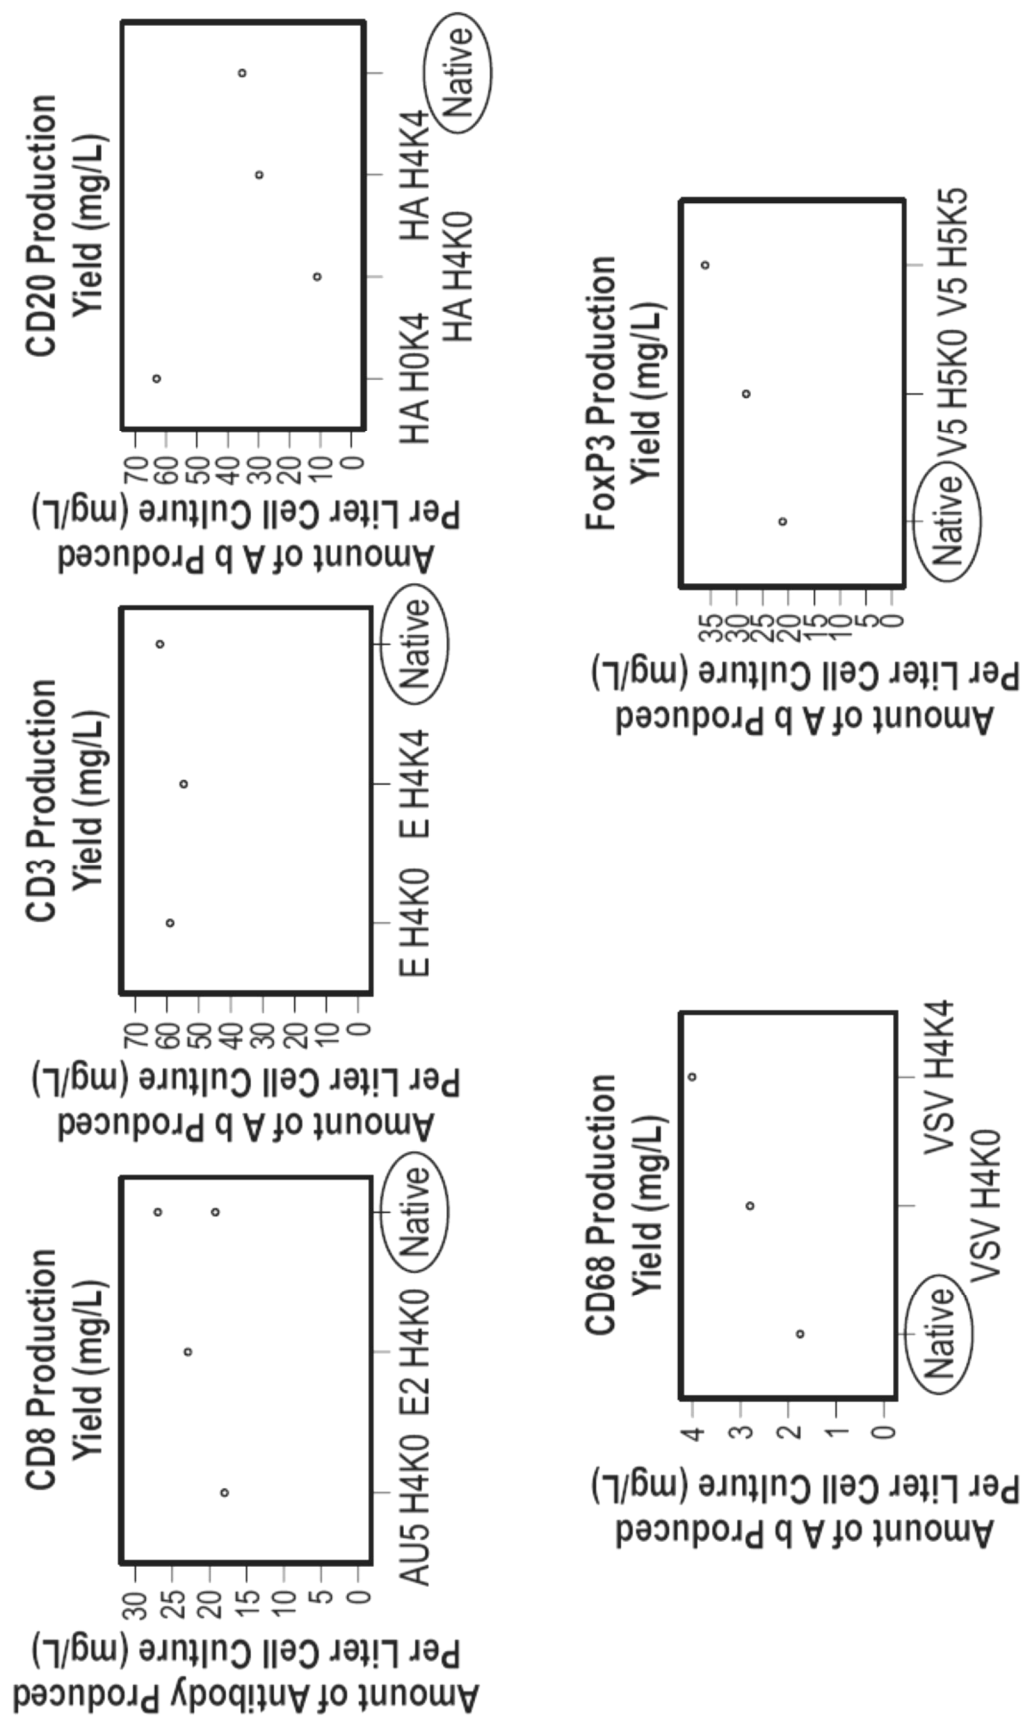 CD8 Production
Yield (mg/L)
Amount of Antibody Produced
Per Liter Cell Culture (mg/L)
30
25
20
15
10
5
0
AU5 H4K0 E2 H4K0 Native
CD3 Production
Yield (mg/L)
Amount of A b Produced
Per Liter Cell Culture (mg/L)
70
60
50
40
30
20
10
0
E H4K0 E H4K4 Native
CD20 Production
Yield (mg/L)
Amount of A b Produced
Per Liter Cell Culture (mg/L)
70
60
50
40
30
20
10
0
HA H0K4 HA H4K4
HA H4K0 Native
CD68 Production
Yield (mg/L)
Amount of A b Produced
Per Liter Cell Culture (mg/L)
4
3
2
1
0
Native VSV H4K4
VSV H4K0
FoxP3 Production
Yield (mg/L)
Amount of A b Produced
Per Liter Cell Culture (mg/L)
35
30
25
20
15
10
5
0
Native V5 H5K0 V5 H5K5